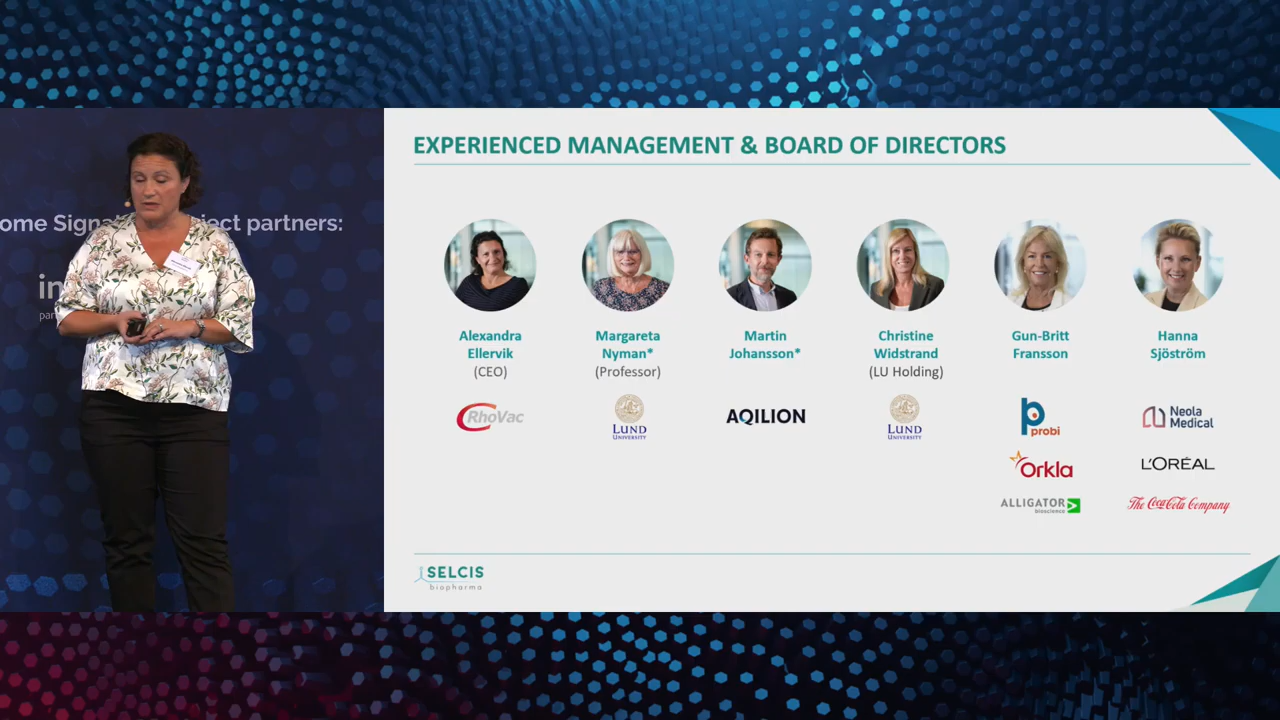 EXPERIENCED MANAGEMENT & BOARD OF DIRECTORS
ome Signa ject partners:
in
par
Alexandra
Ellervik
(CEO)
RhoVac
Margareta
Nyman*
(Professor)
LUND
UNIVERSITY
Martin
Johansson*
AQILION
Christine
Widstrand
(LU Holding)
LUND
UNIVERSITY
Gun-Britt
Fransson
probi
Orkla
ALLIGATOR
bioscience
Hanna
Sjöström
Neola
Medical
L'ORÉAL
The Coca-Cola Company
SELCIS
biopharma